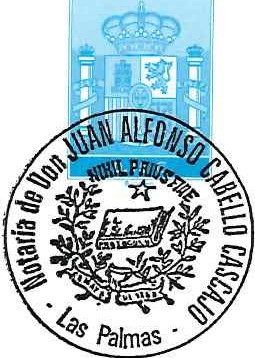 Notaría de Don JUAN ALFONSO CABELLO CASCAJO
NIHIL PRIUS FIDE
- Las Palmas -